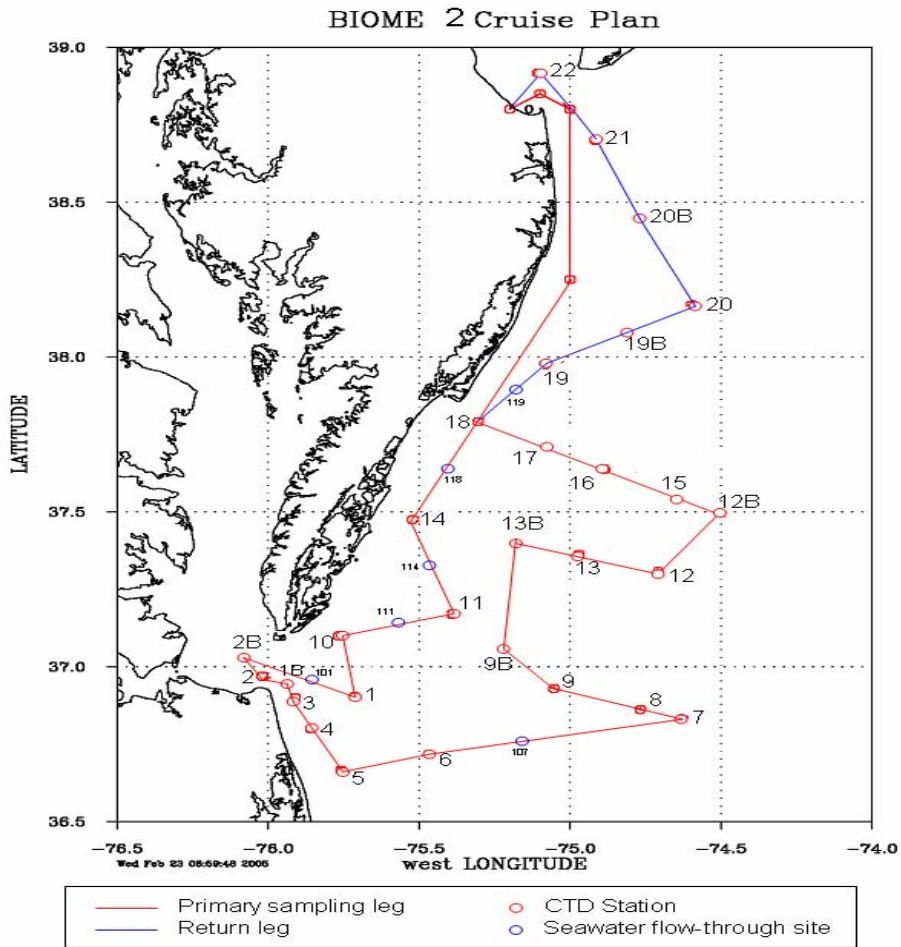 BIOME 2 Cruise Plan
39.0
22
21
38.5
20B
20
19B
38.0
19
119
LATITUDE
18
17
118
16
15
12B
37.5
14
13B
114
13
12
11
111
10
2B
9B
37.0
1B
101
2
1
9
3
8
7
4
6
107
5
36.5
−76.5 −76.0 −75.5 −75.0 −74.5 −74.0
Wed Feb 23 08:59:48 2005
west LONGITUDE
Primary sampling leg CTD Station
Return leg Seawater flow-through site